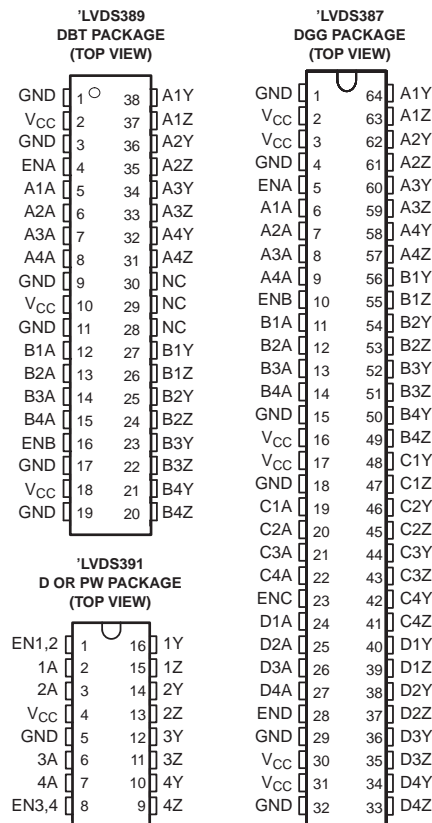 'LVDS389
DBT PACKAGE
(TOP VIEW)
GND 1 38 A1Y
VCC 2 37 A1Z
GND 3 36 A2Y
ENA 4 35 A2Z
A1A 5 34 A3Y
A2A 6 33 A3Z
A3A 7 32 A4Y
A4A 8 31 A4Z
GND 9 30 NC
VCC 10 29 NC
GND 11 28 NC
B1A 12 27 B1Y
B2A 13 26 B1Z
B3A 14 25 B2Y
B4A 15 24 B2Z
ENB 16 23 B3Y
GND 17 22 B3Z
VCC 18 21 B4Y
GND 19 20 B4Z
'LVDS391
D OR PW PACKAGE
(TOP VIEW)
EN1,2 1 16 1Y
1A 2 15 1Z
2A 3 14 2Y
VCC 4 13 2Z
GND 5 12 3Y
3A 6 11 3Z
4A 7 10 4Y
EN3,4 8 9 4Z
'LVDS387
DGG PACKAGE
(TOP VIEW)
GND 1 64 A1Y
VCC 2 63 A1Z
VCC 3 62 A2Y
GND 4 61 A2Z
ENA 5 60 A3Y
A1A 6 59 A3Z
A2A 7 58 A4Y
A3A 8 57 A4Z
A4A 9 56 B1Y
ENB 10 55 B1Z
B1A 11 54 B2Y
B2A 12 53 B2Z
B3A 13 52 B3Y
B4A 14 51 B3Z
GND 15 50 B4Y
VCC 16 49 B4Z
VCC 17 48 C1Y
GND 18 47 C1Z
C1A 19 46 C2Y
C2A 20 45 C2Z
C3A 21 44 C3Y
C4A 22 43 C3Z
ENC 23 42 C4Y
D1A 24 41 C4Z
D2A 25 40 D1Y
D3A 26 39 D1Z
D4A 27 38 D2Y
END 28 37 D2Z
GND 29 36 D3Y
VCC 30 35 D3Z
VCC 31 34 D4Y
GND 32 33 D4Z